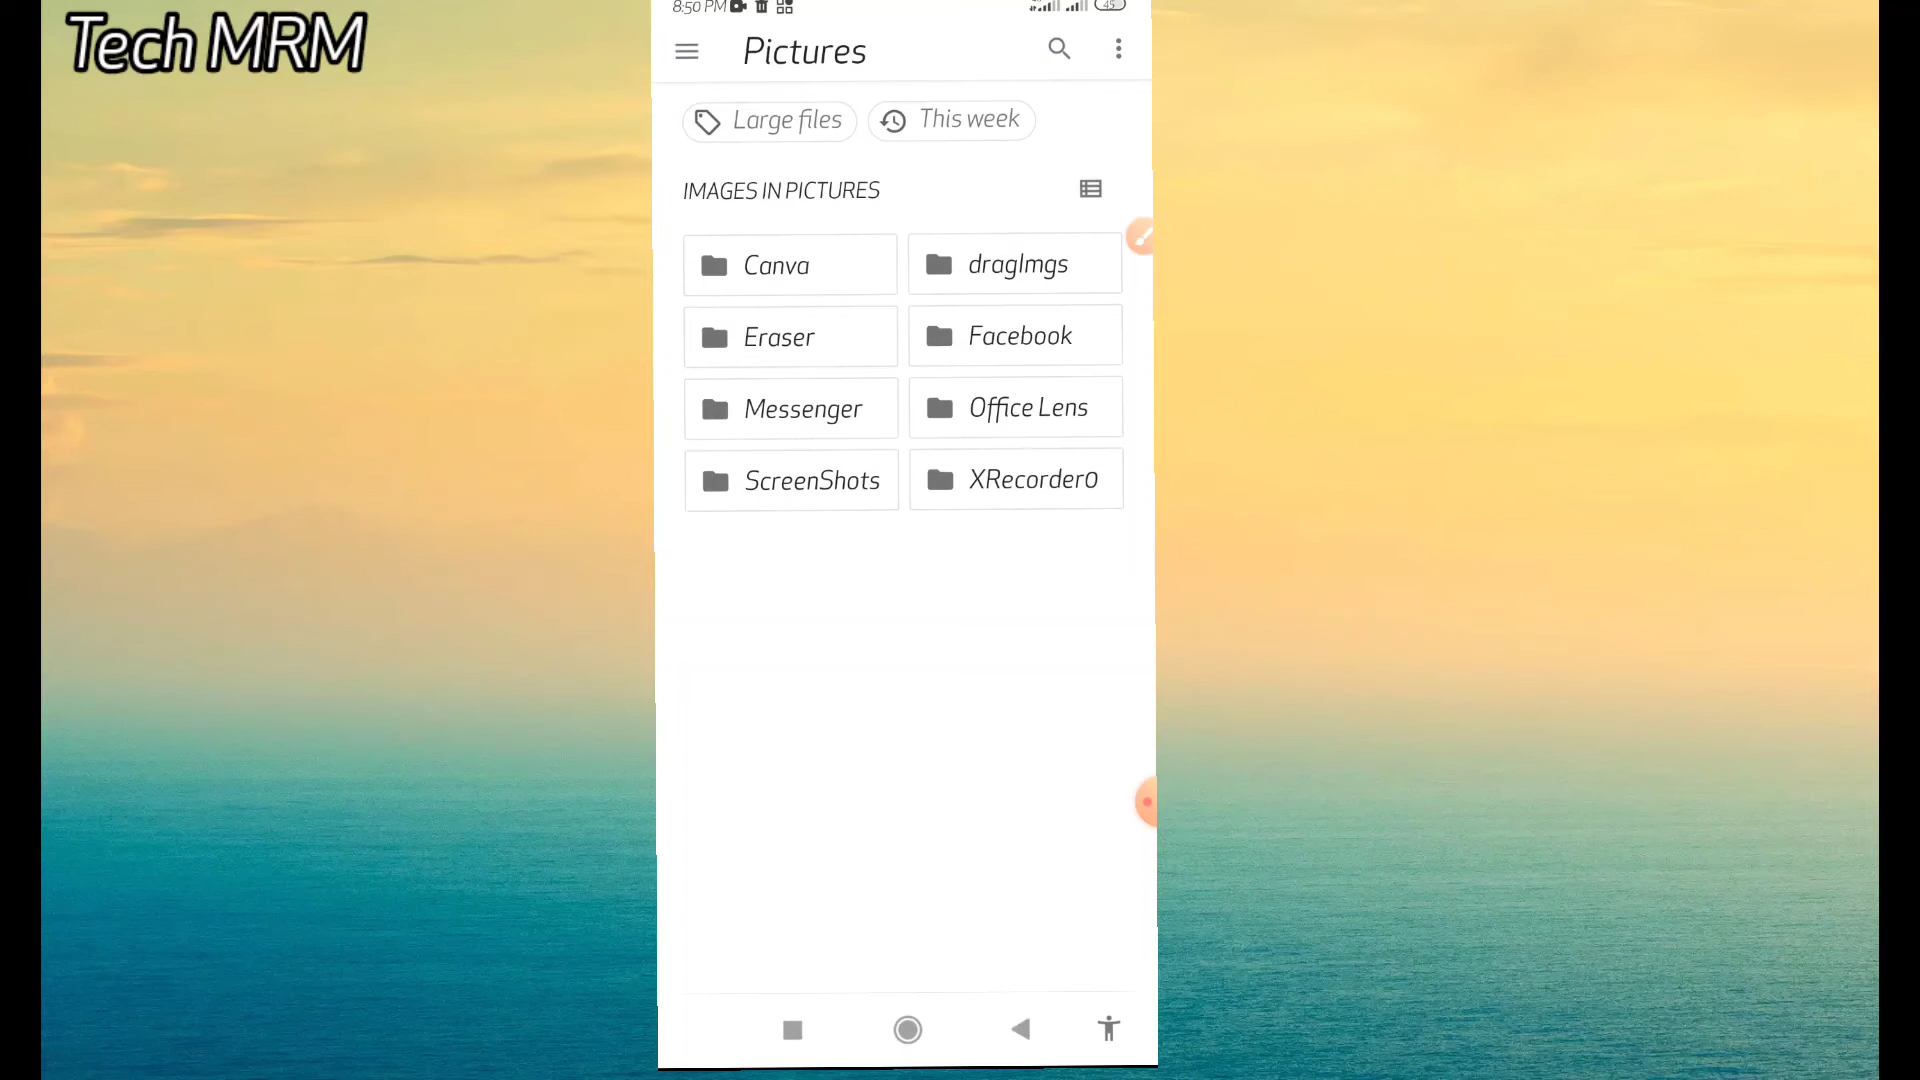 Tech MRM
8:50 PM
45
Pictures
Large files
This week
IMAGES IN PICTURES
Canva
dragImgs
Eraser
Facebook
Messenger
Office Lens
ScreenShots
XRecorder0